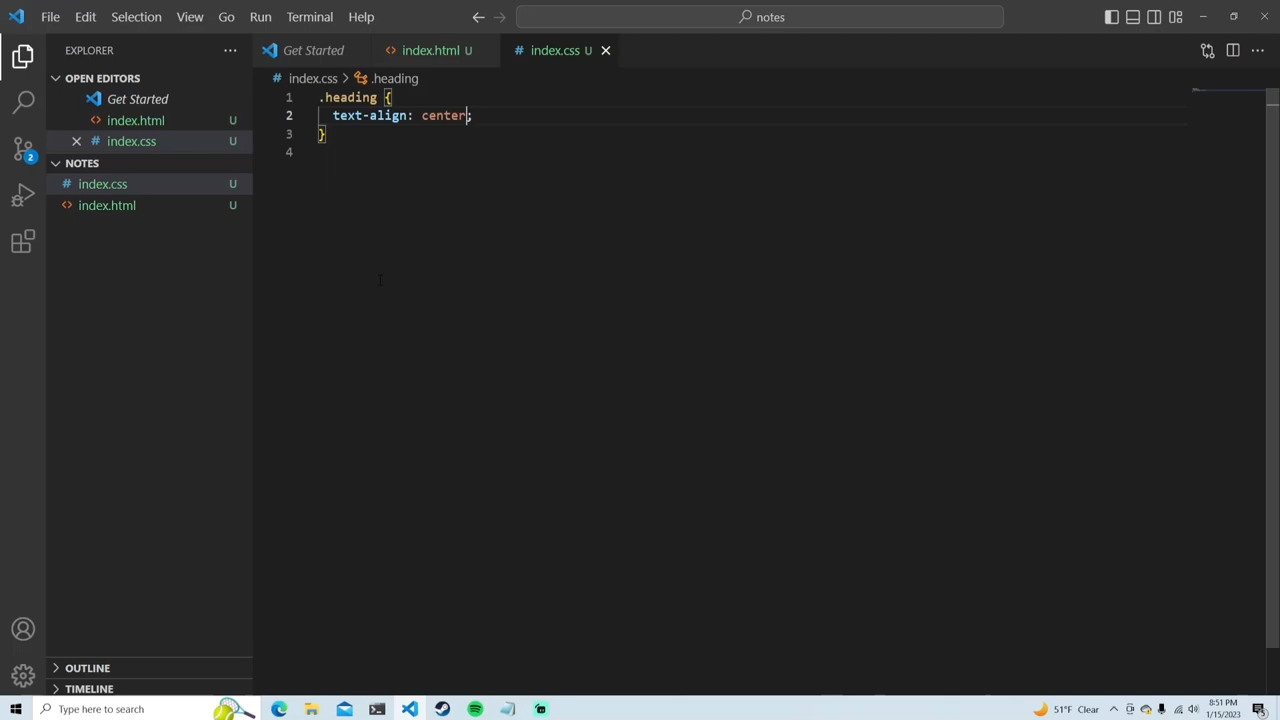 File Edit Selection View Go Run Terminal Help notes
EXPLORER
Get Started index.html U index.css U
OPEN EDITORS
index.css > .heading
Get Started
index.html U
index.css U
NOTES
index.css U
index.html U
1 .heading {
2 text-align: center;
3 }
4
2
OUTLINE
TIMELINE
Type here to search
51°F Clear
8:51 PM
1/15/2023
5